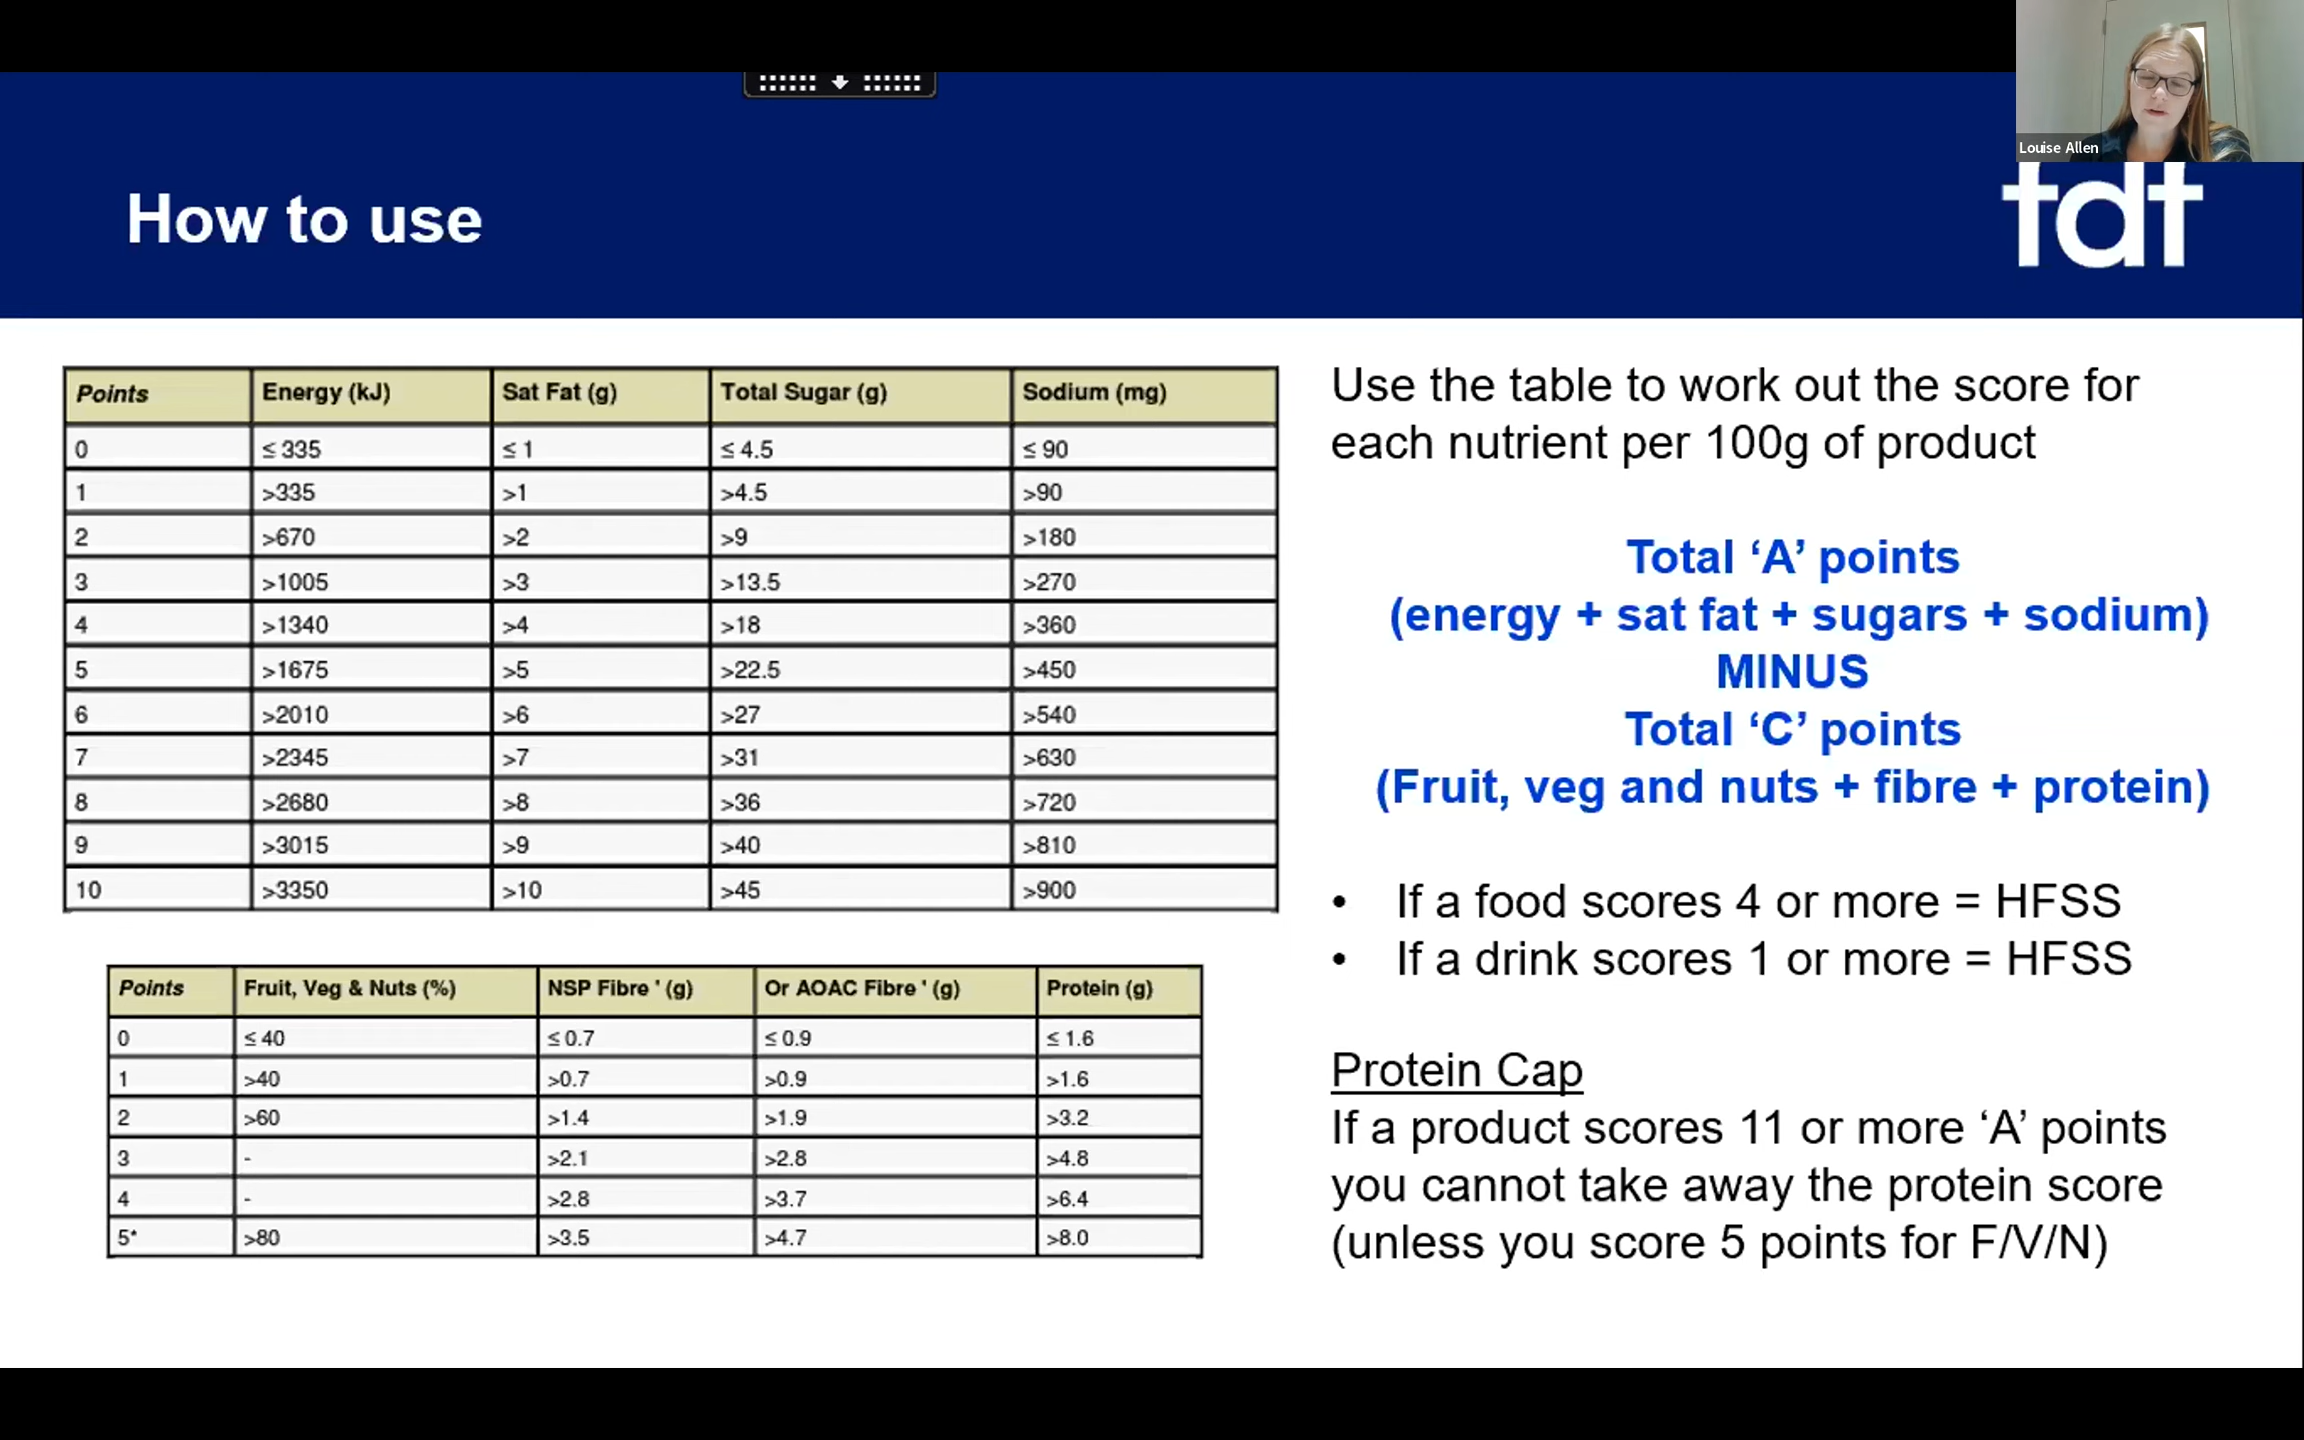 Louise Allen
tdt
How to use
Points Energy (kJ) Sat Fat (g) Total Sugar (g) Sodium (mg)
0 ≤ 335 ≤ 1 ≤ 4.5 ≤ 90
1 >335 >1 >4.5 >90
2 >670 >2 >9 >180
3 >1005 >3 >13.5 >270
4 >1340 >4 >18 >360
5 >1675 >5 >22.5 >450
6 >2010 >6 >27 >540
7 >2345 >7 >31 >630
8 >2680 >8 >36 >720
9 >3015 >9 >40 >810
10 >3350 >10 >45 >900
Points Fruit, Veg & Nuts (%) NSP Fibre ' (g) Or AOAC Fibre ' (g) Protein (g)
0 ≤ 40 ≤ 0.7 ≤ 0.9 ≤ 1.6
1 >40 >0.7 >0.9 >1.6
2 >60 >1.4 >1.9 >3.2
3 - >2.1 >2.8 >4.8
4 - >2.8 >3.7 >6.4
5* >80 >3.5 >4.7 >8.0
Use the table to work out the score for
each nutrient per 100g of product
Total ‘A’ points
(energy + sat fat + sugars + sodium)
MINUS
Total ‘C’ points
(Fruit, veg and nuts + fibre + protein)
• If a food scores 4 or more = HFSS
• If a drink scores 1 or more = HFSS
Protein Cap
If a product scores 11 or more ‘A’ points
you cannot take away the protein score
(unless you score 5 points for F/V/N)